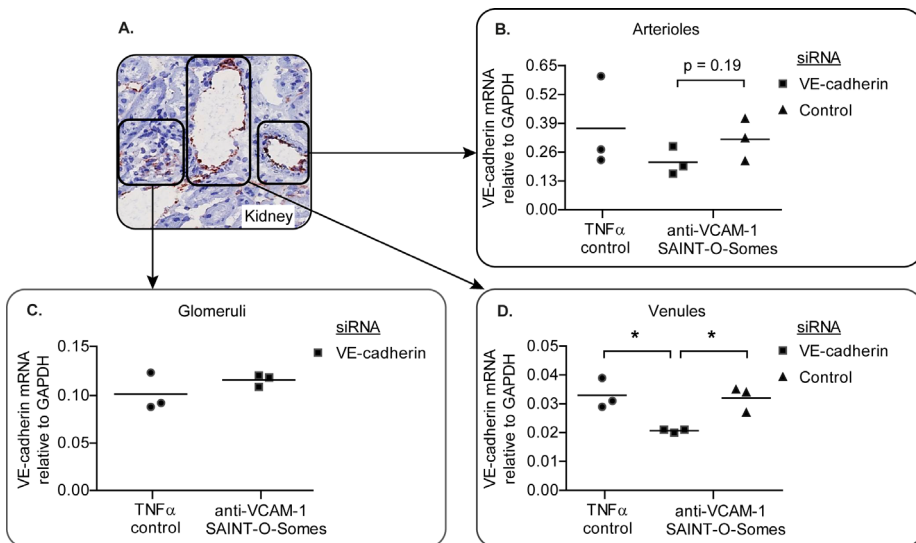 A.
Kidney
B.
Arterioles
VE-cadherin mRNA
relative to GAPDH
0.65
0.52
0.39
0.26
0.13
0.00
p = 0.19
siRNA
VE-cadherin
Control
TNFα
control
anti-VCAM-1
SAINT-O-Somes
C.
Glomeruli
VE-cadherin mRNA
relative to GAPDH
0.15
0.10
0.05
0.00
siRNA
VE-cadherin
TNFα
control
anti-VCAM-1
SAINT-O-Somes
D.
Venules
VE-cadherin mRNA
relative to GAPDH
0.05
0.04
0.03
0.02
0.01
0.00
* *
siRNA
VE-cadherin
Control
TNFα
control
anti-VCAM-1
SAINT-O-Somes